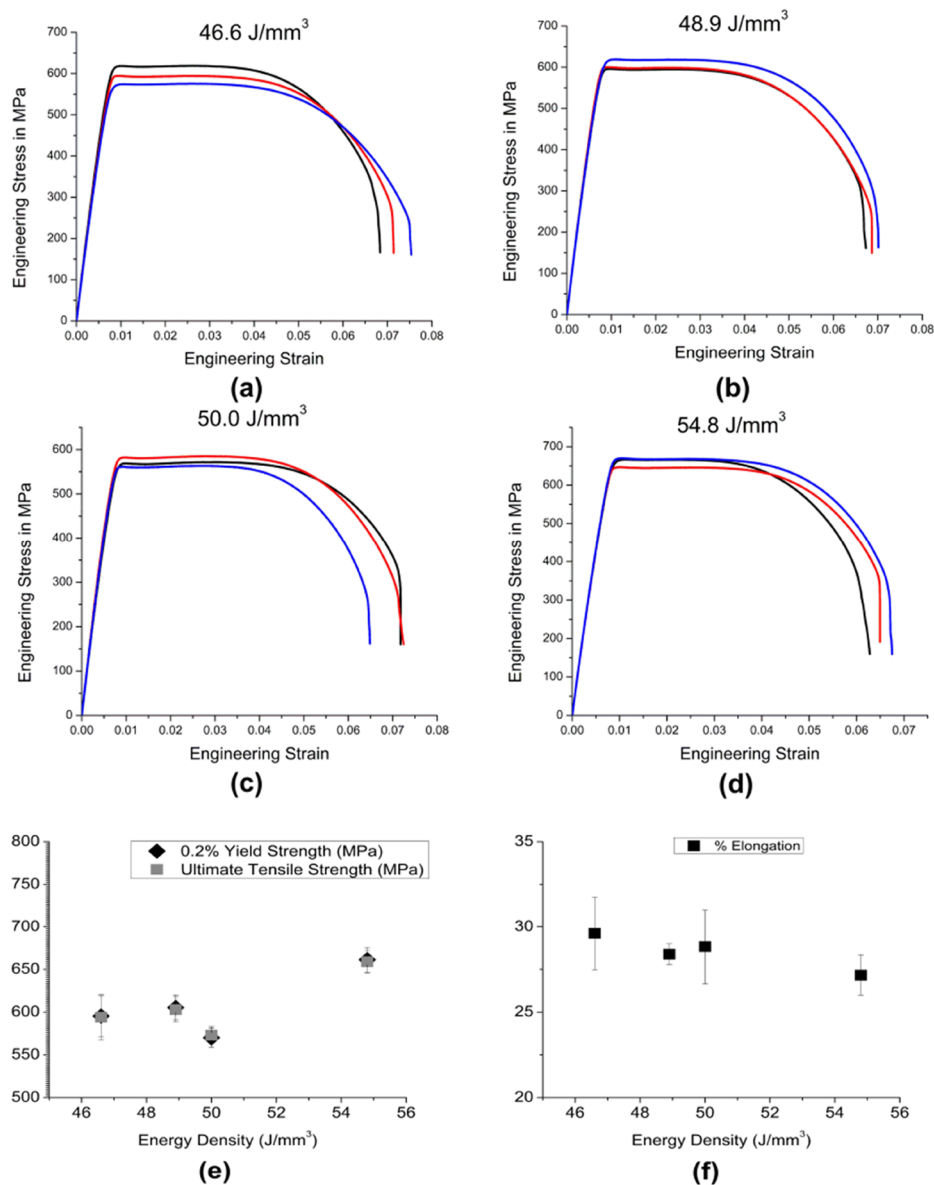 46.6 J/mm³
700
600
500
400
300
200
100
0
0.00 0.01 0.02 0.03 0.04 0.05 0.06 0.07 0.08
Engineering Stress in MPa
Engineering Strain
(a)
48.9 J/mm³
700
600
500
400
300
200
100
0
0.00 0.01 0.02 0.03 0.04 0.05 0.06 0.07 0.08
Engineering Stress in MPa
Engineering Strain
(b)
50.0 J/mm³
600
500
400
300
200
100
0
0.00 0.01 0.02 0.03 0.04 0.05 0.06 0.07 0.08
Engineering Stress in MPa
Engineering Strain
(c)
54.8 J/mm³
700
600
500
400
300
200
100
0
0.00 0.01 0.02 0.03 0.04 0.05 0.06 0.07
Engineering Stress in MPa
Engineering Strain
(d)
0.2% Yield Strength (MPa)
Ultimate Tensile Strength (MPa)
800
750
700
650
600
550
500
46 48 50 52 54 56
Energy Density (J/mm³)
(e)
% Elongation
35
30
25
20
46 48 50 52 54 56
Energy Density (J/mm³)
(f)